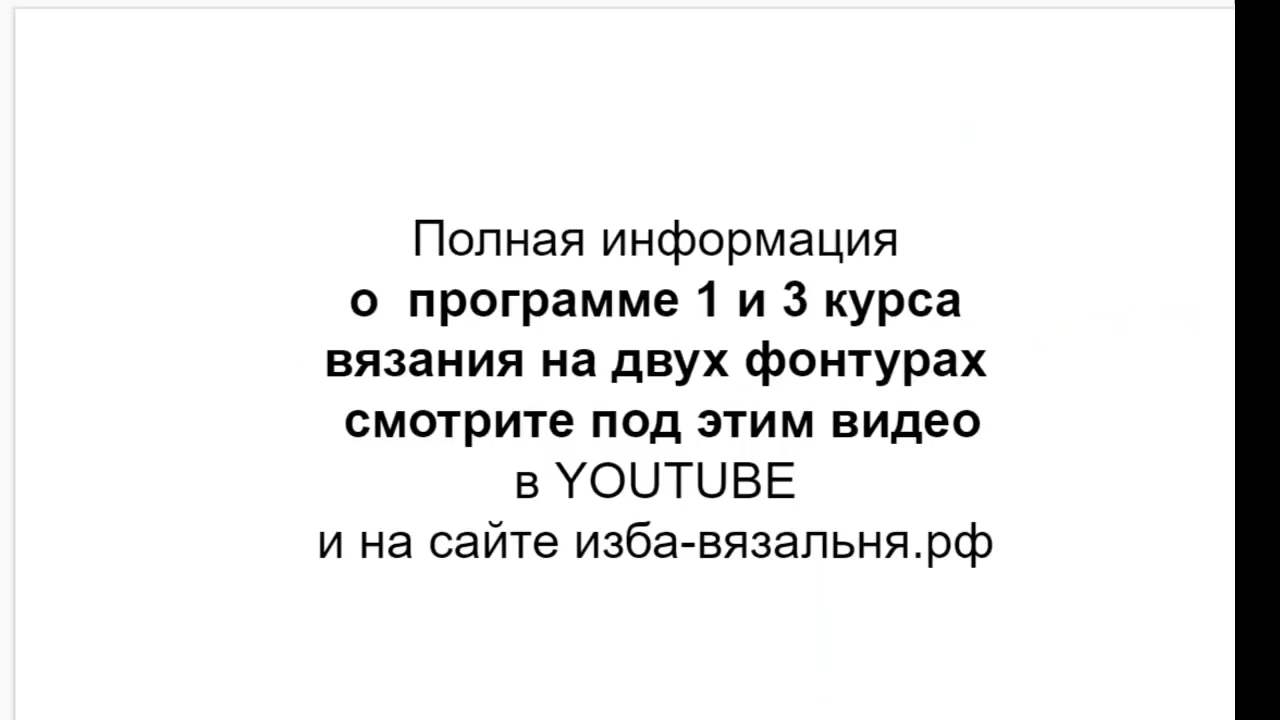 Полная информация
о программе 1 и 3 курса
вязания на двух фонтурах
смотрите под этим видео
в YOUTUBE
и на сайте изба-вязальня.рф